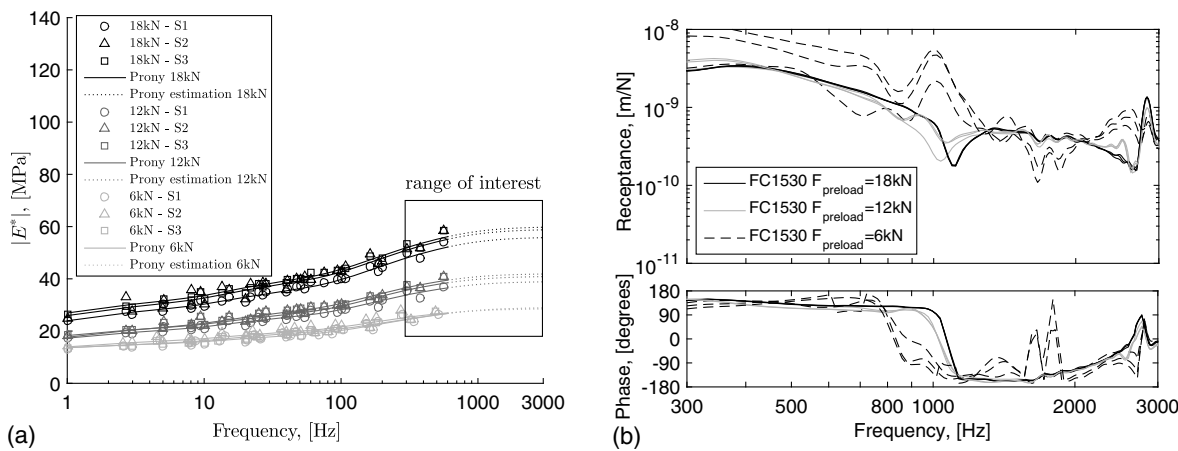 140
120
100
80
60
40
20
0
|E*|, [MPa]
18kN - S1
18kN - S2
18kN - S3
Prony 18kN
Prony estimation 18kN
12kN - S1
12kN - S2
12kN - S3
Prony 12kN
Prony estimation 12kN
6kN - S1
6kN - S2
6kN - S3
Prony 6kN
Prony estimation 6kN
range of interest
1 10 100 1000 3000
Frequency, [Hz]
(a)
10-8
10-9
10-10
10-11
Receptance, [m/N]
FC1530 Fpreload=18kN
FC1530 Fpreload=12kN
FC1530 Fpreload=6kN
180
90
0
-90
-180
Phase, [degrees]
300 500 800 1000 2000 3000
Frequency, [Hz]
(b)